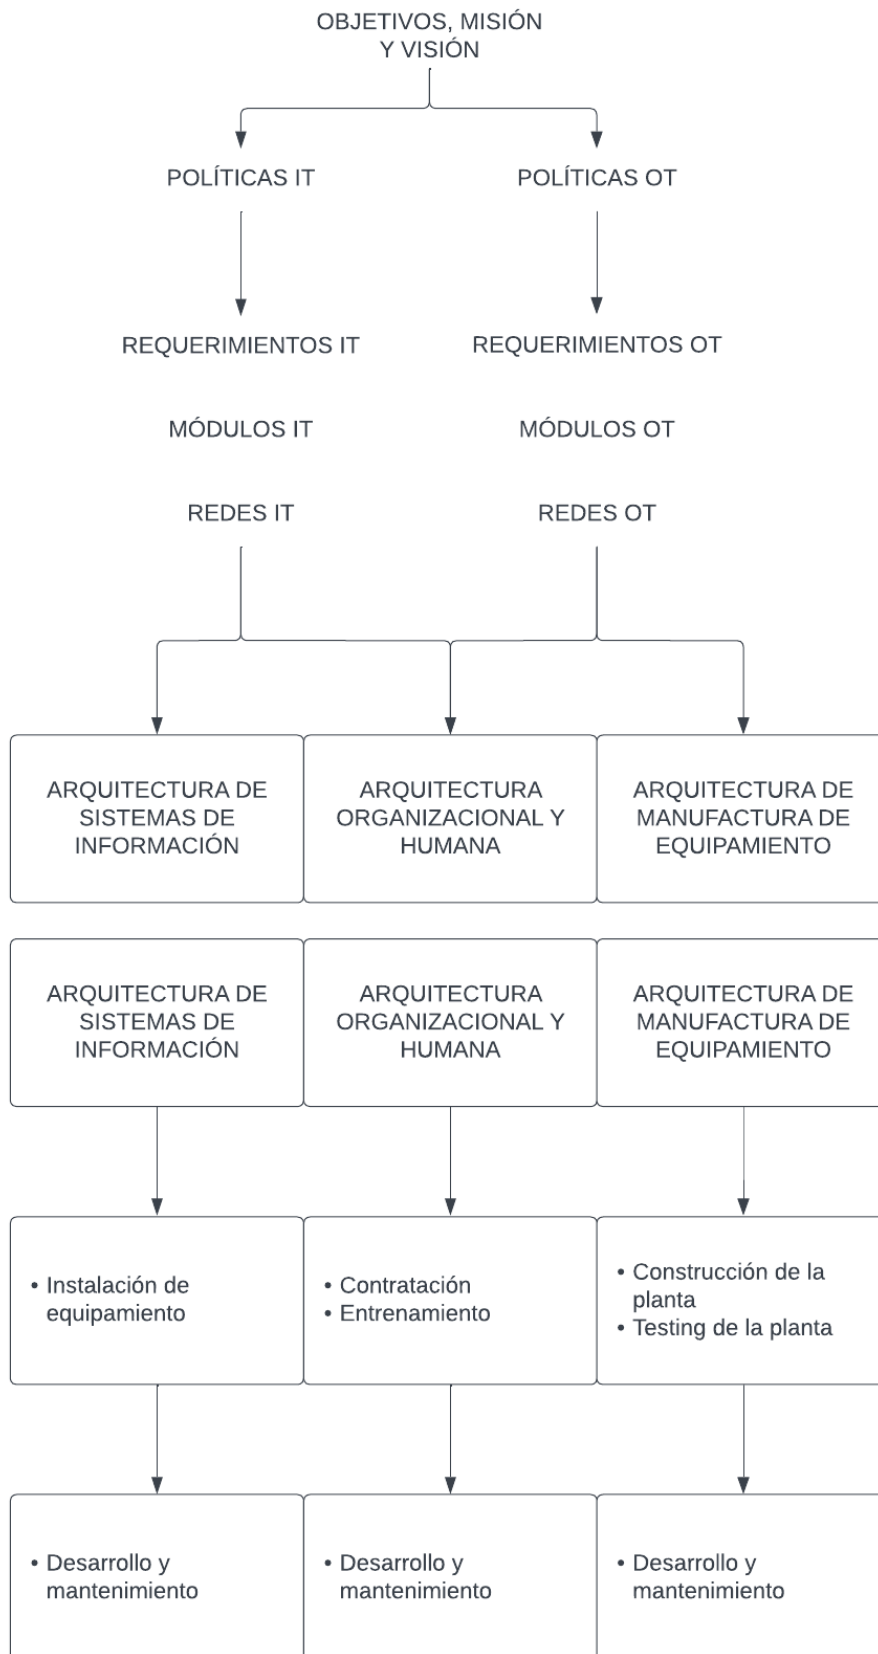 OBJETIVOS, MISIÓN
Y VISIÓN
POLÍTICAS IT
POLÍTICAS OT
REQUERIMIENTOS IT
REQUERIMIENTOS OT
MÓDULOS IT
MÓDULOS OT
REDES IT
REDES OT
ARQUITECTURA DE
SISTEMAS DE
INFORMACIÓN
ARQUITECTURA
ORGANIZACIONAL Y
HUMANA
ARQUITECTURA DE
MANUFACTURA DE
EQUIPAMIENTO
ARQUITECTURA DE
SISTEMAS DE
INFORMACIÓN
ARQUITECTURA
ORGANIZACIONAL Y
HUMANA
ARQUITECTURA DE
MANUFACTURA DE
EQUIPAMIENTO
• Instalación de
equipamiento
• Contratación
• Entrenamiento
• Construcción de la
planta
• Testing de la planta
• Desarrollo y
mantenimiento
• Desarrollo y
mantenimiento
• Desarrollo y
mantenimiento